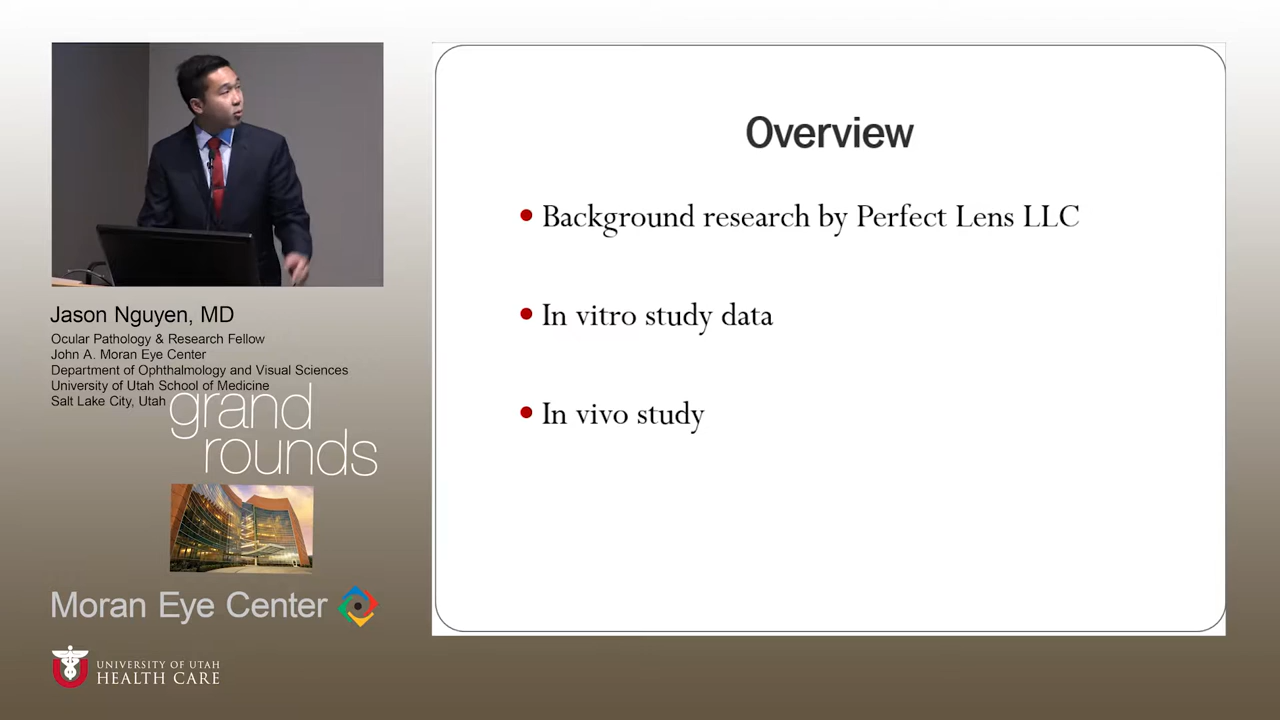 Overview
• Background research by Perfect Lens LLC
• In vitro study data
• In vivo study
Jason Nguyen, MD
Ocular Pathology & Research Fellow
John A. Moran Eye Center
Department of Ophthalmology and Visual Sciences
University of Utah School of Medicine
Salt Lake City, Utah
grand
rounds
Moran Eye Center
U
UNIVERSITY OF UTAH
HEALTH CARE